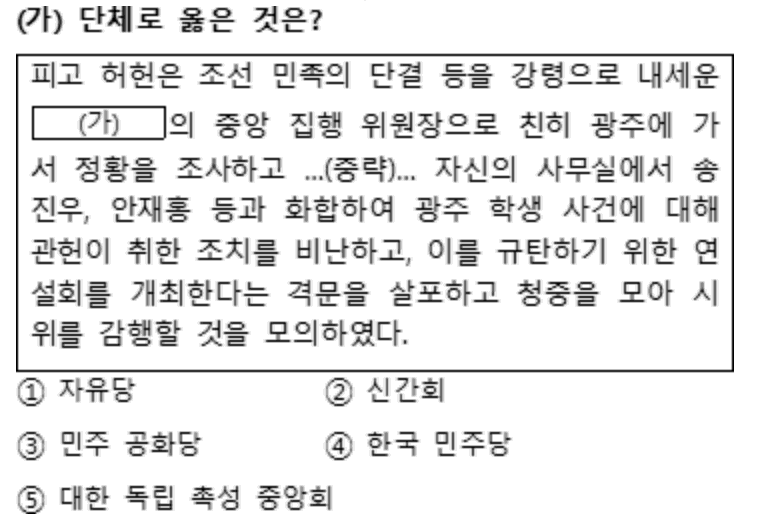 (가) 단체로 옳은 것은?
피고 허헌은 조선 민족의 단결 등을 강령으로 내세운
(가) 의 중앙 집행 위원장으로 친히 광주에 가
서 정황을 조사하고 ...(중략)... 자신의 사무실에서 송
진우, 안재홍 등과 화합하여 광주 학생 사건에 대해
관헌이 취한 조치를 비난하고, 이를 규탄하기 위한 연
설회를 개최한다는 격문을 살포하고 청중을 모아 시
위를 감행할 것을 모의하였다.
① 자유당 ② 신간회
③ 민주 공화당 ④ 한국 민주당
⑤ 대한 독립 촉성 중앙회